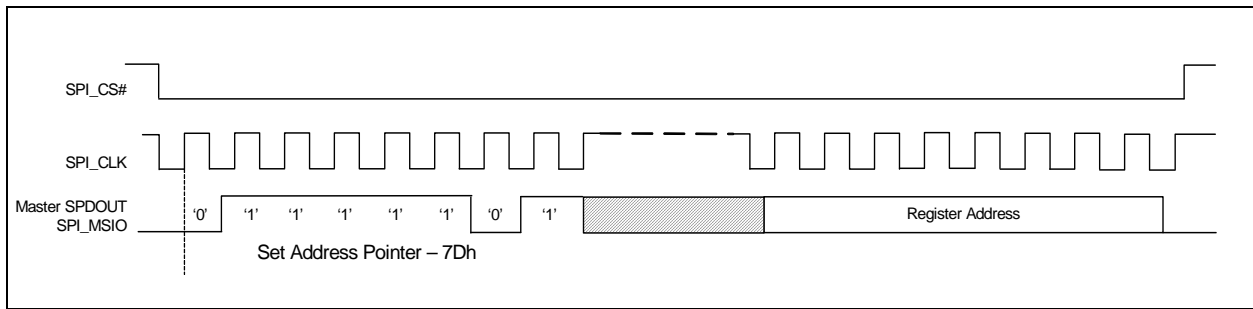 SPI_CS#
SPI_CLK
Master SPDOUT
SPI_MSIO
‘0’ ‘1’ ‘1’ ‘1’ ‘1’ ‘1’ ‘0’ ‘1’ Register Address
Set Address Pointer – 7Dh